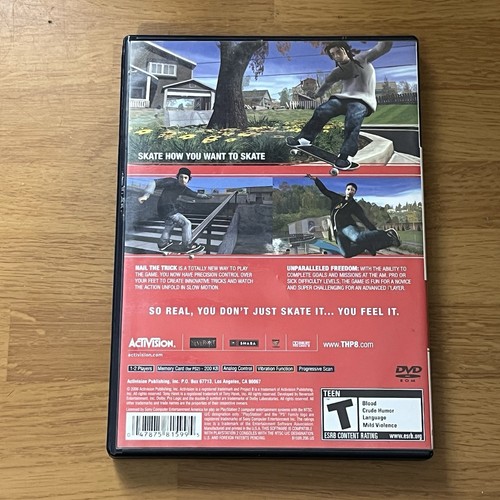 SKATE HOW YOU WANT TO SKATE
NAIL THE TRICK IS A TOTALLY NEW WAY TO PLAY
THE GAME. YOU NOW HAVE PRECISION CONTROL OVER
YOUR FEET TO CREATE INNOVATIVE TRICKS AND WATCH
THE ACTION UNFOLD IN SLOW MOTION.
UNPARALLELED FREEDOM: WITH THE ABILITY TO
COMPLETE GOALS AND MISSIONS AT THE AM, PRO OR
SICK DIFFICULTY LEVELS, THE GAME IS FUN FOR A NOVICE
AND SUPER CHALLENGING FOR AN ADVANCED PLAYER.
SO REAL, YOU DON'T JUST SKATE IT... YOU FEEL IT.
ACTIVISION.
activision.com
SHABA
www.THP8.com
DVD
ROM
1-2 Players
Memory Card (for PS2) - 200 KB
Analog Control
Vibration Function
Progressive Scan
Activision Publishing, Inc. P.O. Box 67713, Los Angeles, CA 90067
TEEN
T
Blood
Crude Humor
Language
Mild Violence
ESRB CONTENT RATING
www.esrb.org
0 47875 81599